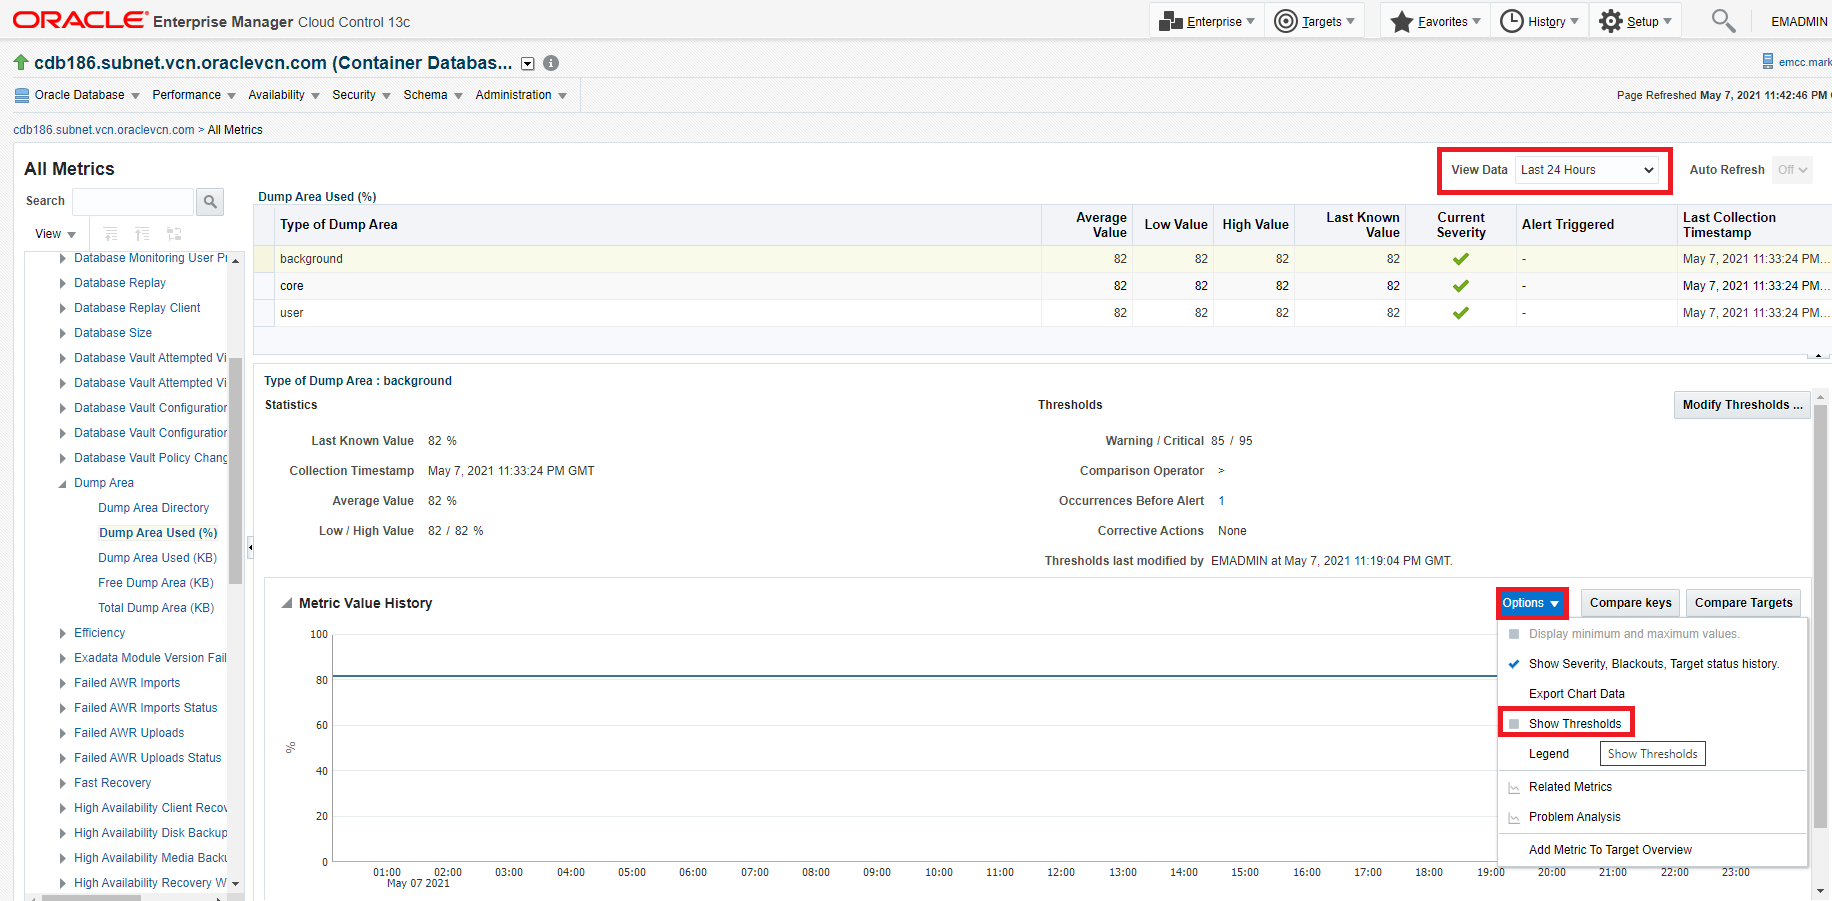 ORACLE Enterprise Manager Cloud Control 13c
Enterprise Targets Favorites History Setup EMADMIN
cdb186.subnet.vcn.oraclevcn.com (Container Databas...
emcc.mark
Oracle Database Performance Availability Security Schema Administration
Page Refreshed May 7, 2021 11:42:46 PM
cdb186.subnet.vcn.oraclevcn.com > All Metrics
All Metrics
View Data Last 24 Hours Auto Refresh Off
Search
View
Database Monitoring User Pr
Database Replay
Database Replay Client
Database Size
Database Vault Attempted Vi
Database Vault Attempted Vi
Database Vault Configuration
Database Vault Configuration
Database Vault Policy Chang
Dump Area
Dump Area Directory
Dump Area Used (%)
Dump Area Used (KB)
Free Dump Area (KB)
Total Dump Area (KB)
Efficiency
Exadata Module Version Fail
Failed AWR Imports
Failed AWR Imports Status
Failed AWR Uploads
Failed AWR Uploads Status
Fast Recovery
High Availability Client Recov
High Availability Disk Backup
High Availability Media Backu
High Availability Recovery W
Dump Area Used (%)
Type of Dump Area Average Value Low Value High Value Last Known Value Current Severity Alert Triggered Last Collection Timestamp
background 82 82 82 82 - May 7, 2021 11:33:24 PM...
core 82 82 82 82 - May 7, 2021 11:33:24 PM...
user 82 82 82 82 - May 7, 2021 11:33:24 PM...
Type of Dump Area : background
Statistics
Last Known Value 82 %
Collection Timestamp May 7, 2021 11:33:24 PM GMT
Average Value 82 %
Low / High Value 82 / 82 %
Thresholds
Modify Thresholds ...
Warning / Critical 85 / 95
Comparison Operator >
Occurrences Before Alert 1
Corrective Actions None
Thresholds last modified by EMADMIN at May 7, 2021 11:19:04 PM GMT.
Metric Value History
Options Compare keys Compare Targets
Display minimum and maximum values.
Show Severity, Blackouts, Target status history.
Export Chart Data
Show Thresholds
Legend
Show Thresholds
Related Metrics
Problem Analysis
Add Metric To Target Overview
100
80
60
%
40
20
0
01:00 02:00 03:00 04:00 05:00 06:00 07:00 08:00 09:00 10:00 11:00 12:00 13:00 14:00 15:00 16:00 17:00 18:00 19:00 20:00 21:00 22:00 23:00
May 07 2021